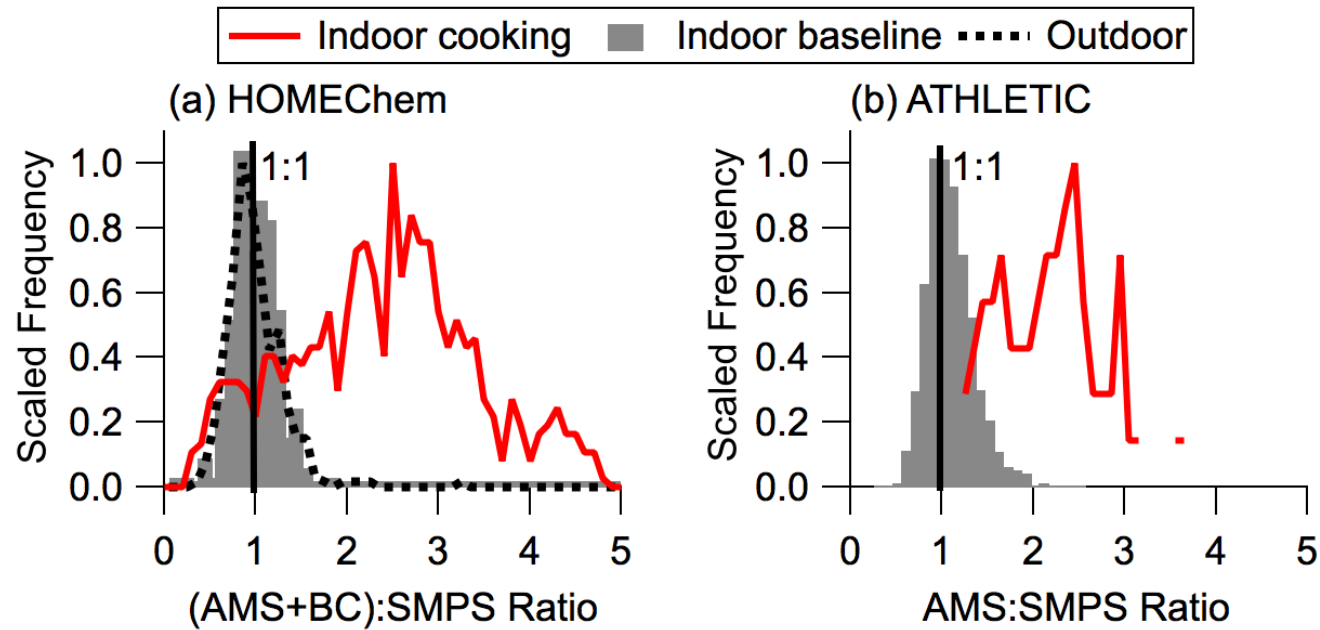 Indoor cooking Indoor baseline Outdoor
(a) HOMEChem
1:1
1.0
0.8
0.6
0.4
0.2
0.0
Scaled Frequency
0 1 2 3 4 5
(AMS+BC):SMPS Ratio
(b) ATHLETIC
1:1
1.0
0.8
0.6
0.4
0.2
0.0
Scaled Frequency
0 1 2 3 4 5
AMS:SMPS Ratio